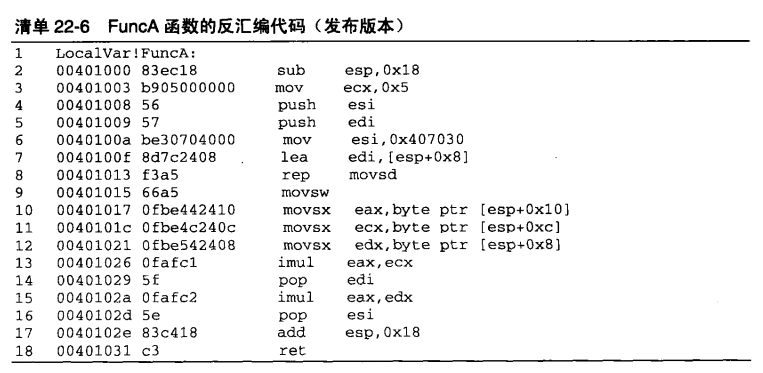 清单 22-6 FuncA 函数的反汇编代码（发布版本）
1 LocalVar!FuncA:
2 00401000 83ec18 sub esp,0x18
3 00401003 b905000000 mov ecx,0x5
4 00401008 56 push esi
5 00401009 57 push edi
6 0040100a be30704000 mov esi,0x407030
7 0040100f 8d7c2408 lea edi,[esp+0x8]
8 00401013 f3a5 rep movsd
9 00401015 66a5 movsw
10 00401017 0fbe442410 movsx eax,byte ptr [esp+0x10]
11 0040101c 0fbe4c240c movsx ecx,byte ptr [esp+0xc]
12 00401021 0fbe542408 movsx edx,byte ptr [esp+0x8]
13 00401026 0fafc1 imul eax,ecx
14 00401029 5f pop edi
15 0040102a 0fafc2 imul eax,edx
16 0040102d 5e pop esi
17 0040102e 83c418 add esp,0x18
18 00401031 c3 ret